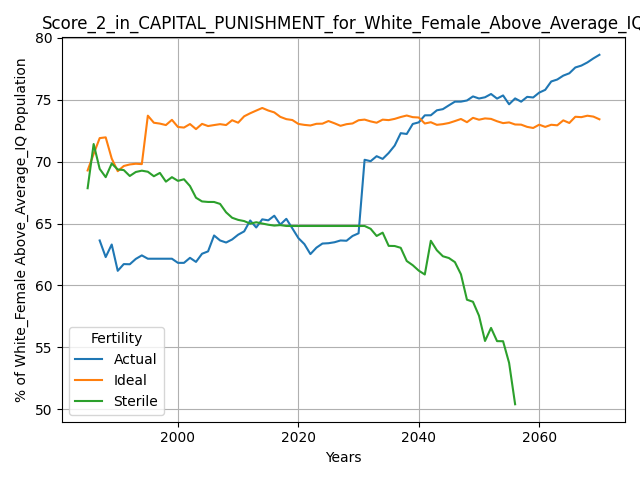 Score_2_in_CAPITAL_PUNISHMENT_for_White_Female_Above_Average_IQ
% of White_Female Above_Average_IQ Population
80
75
70
65
60
55
50
Fertility
Actual
Ideal
Sterile
2000
2020
2040
2060
Years